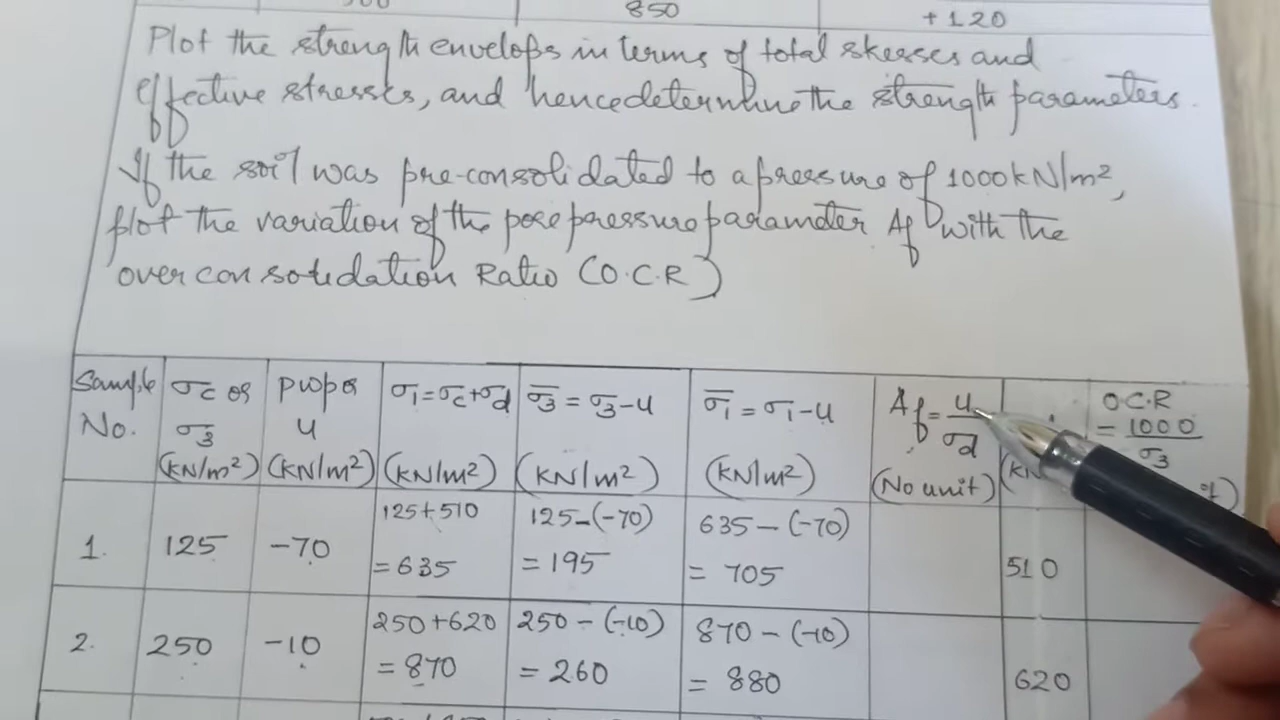 850 +120
Plot the strength envelops in terms of total stresses and
effective stresses, and hence determine the strength parameters.
If the soil was pre-consolidated to a pressure of 1000kN/m²,
plot the variation of the pore pressure parameter Af with the
over consolidation Ratio (O.C.R)
Sample No. σc or σ3 (kN/m²) pwp or u (kN/m²) σ1=σc+σd (kN/m²) σ̅3=σ3-u (kN/m²) σ̅1=σ1-u (kN/m²) Af=u/σd (No unit) O.C.R = 1000/σ3
1. 125 -70 125+510 =635 125-(-70) =195 635-(-70) = 705 510
2. 250 -10 250+620 =870 250-(-10) =260 870-(-10) = 880 620